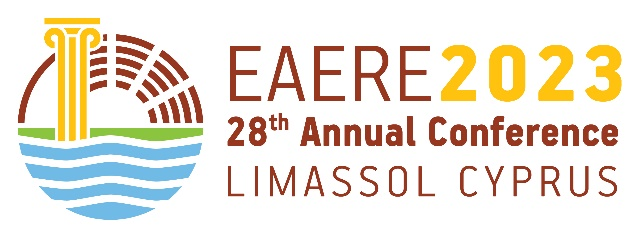 EAERE2023
28th Annual Conference
LIMASSOL CYPRUS